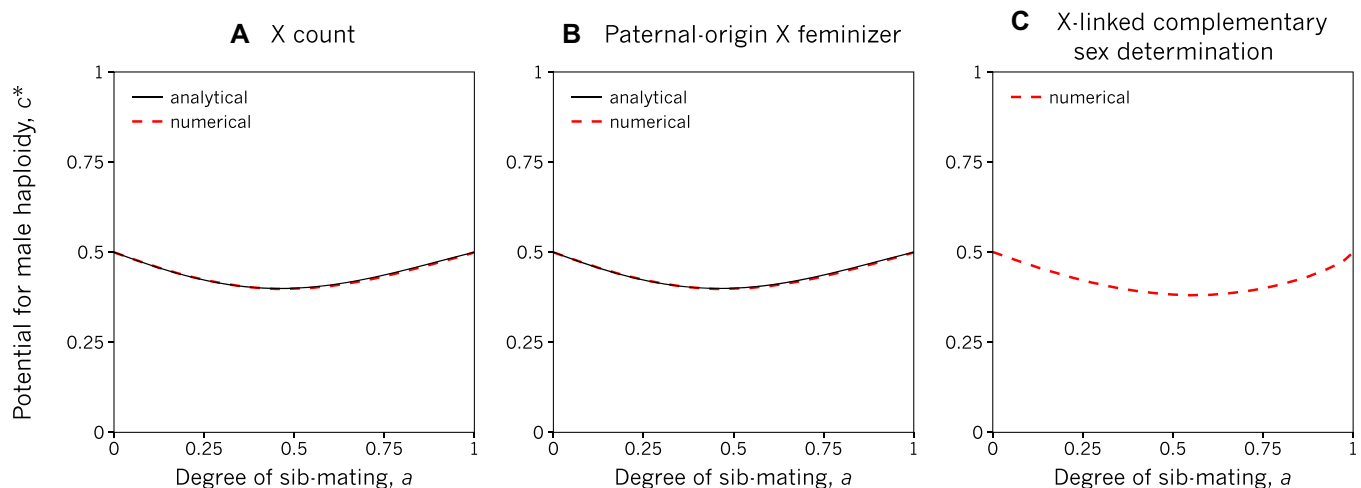 A X count
B Paternal-origin X feminizer
C X-linked complementary
sex determination
Potential for male haploidy, c*
1
0.75
0.5
0.25
0
analytical
numerical
0 0.25 0.5 0.75 1
Degree of sib-mating, a
1
0.75
0.5
0.25
0
analytical
numerical
0 0.25 0.5 0.75 1
Degree of sib-mating, a
1
0.75
0.5
0.25
0
numerical
0 0.25 0.5 0.75 1
Degree of sib-mating, a